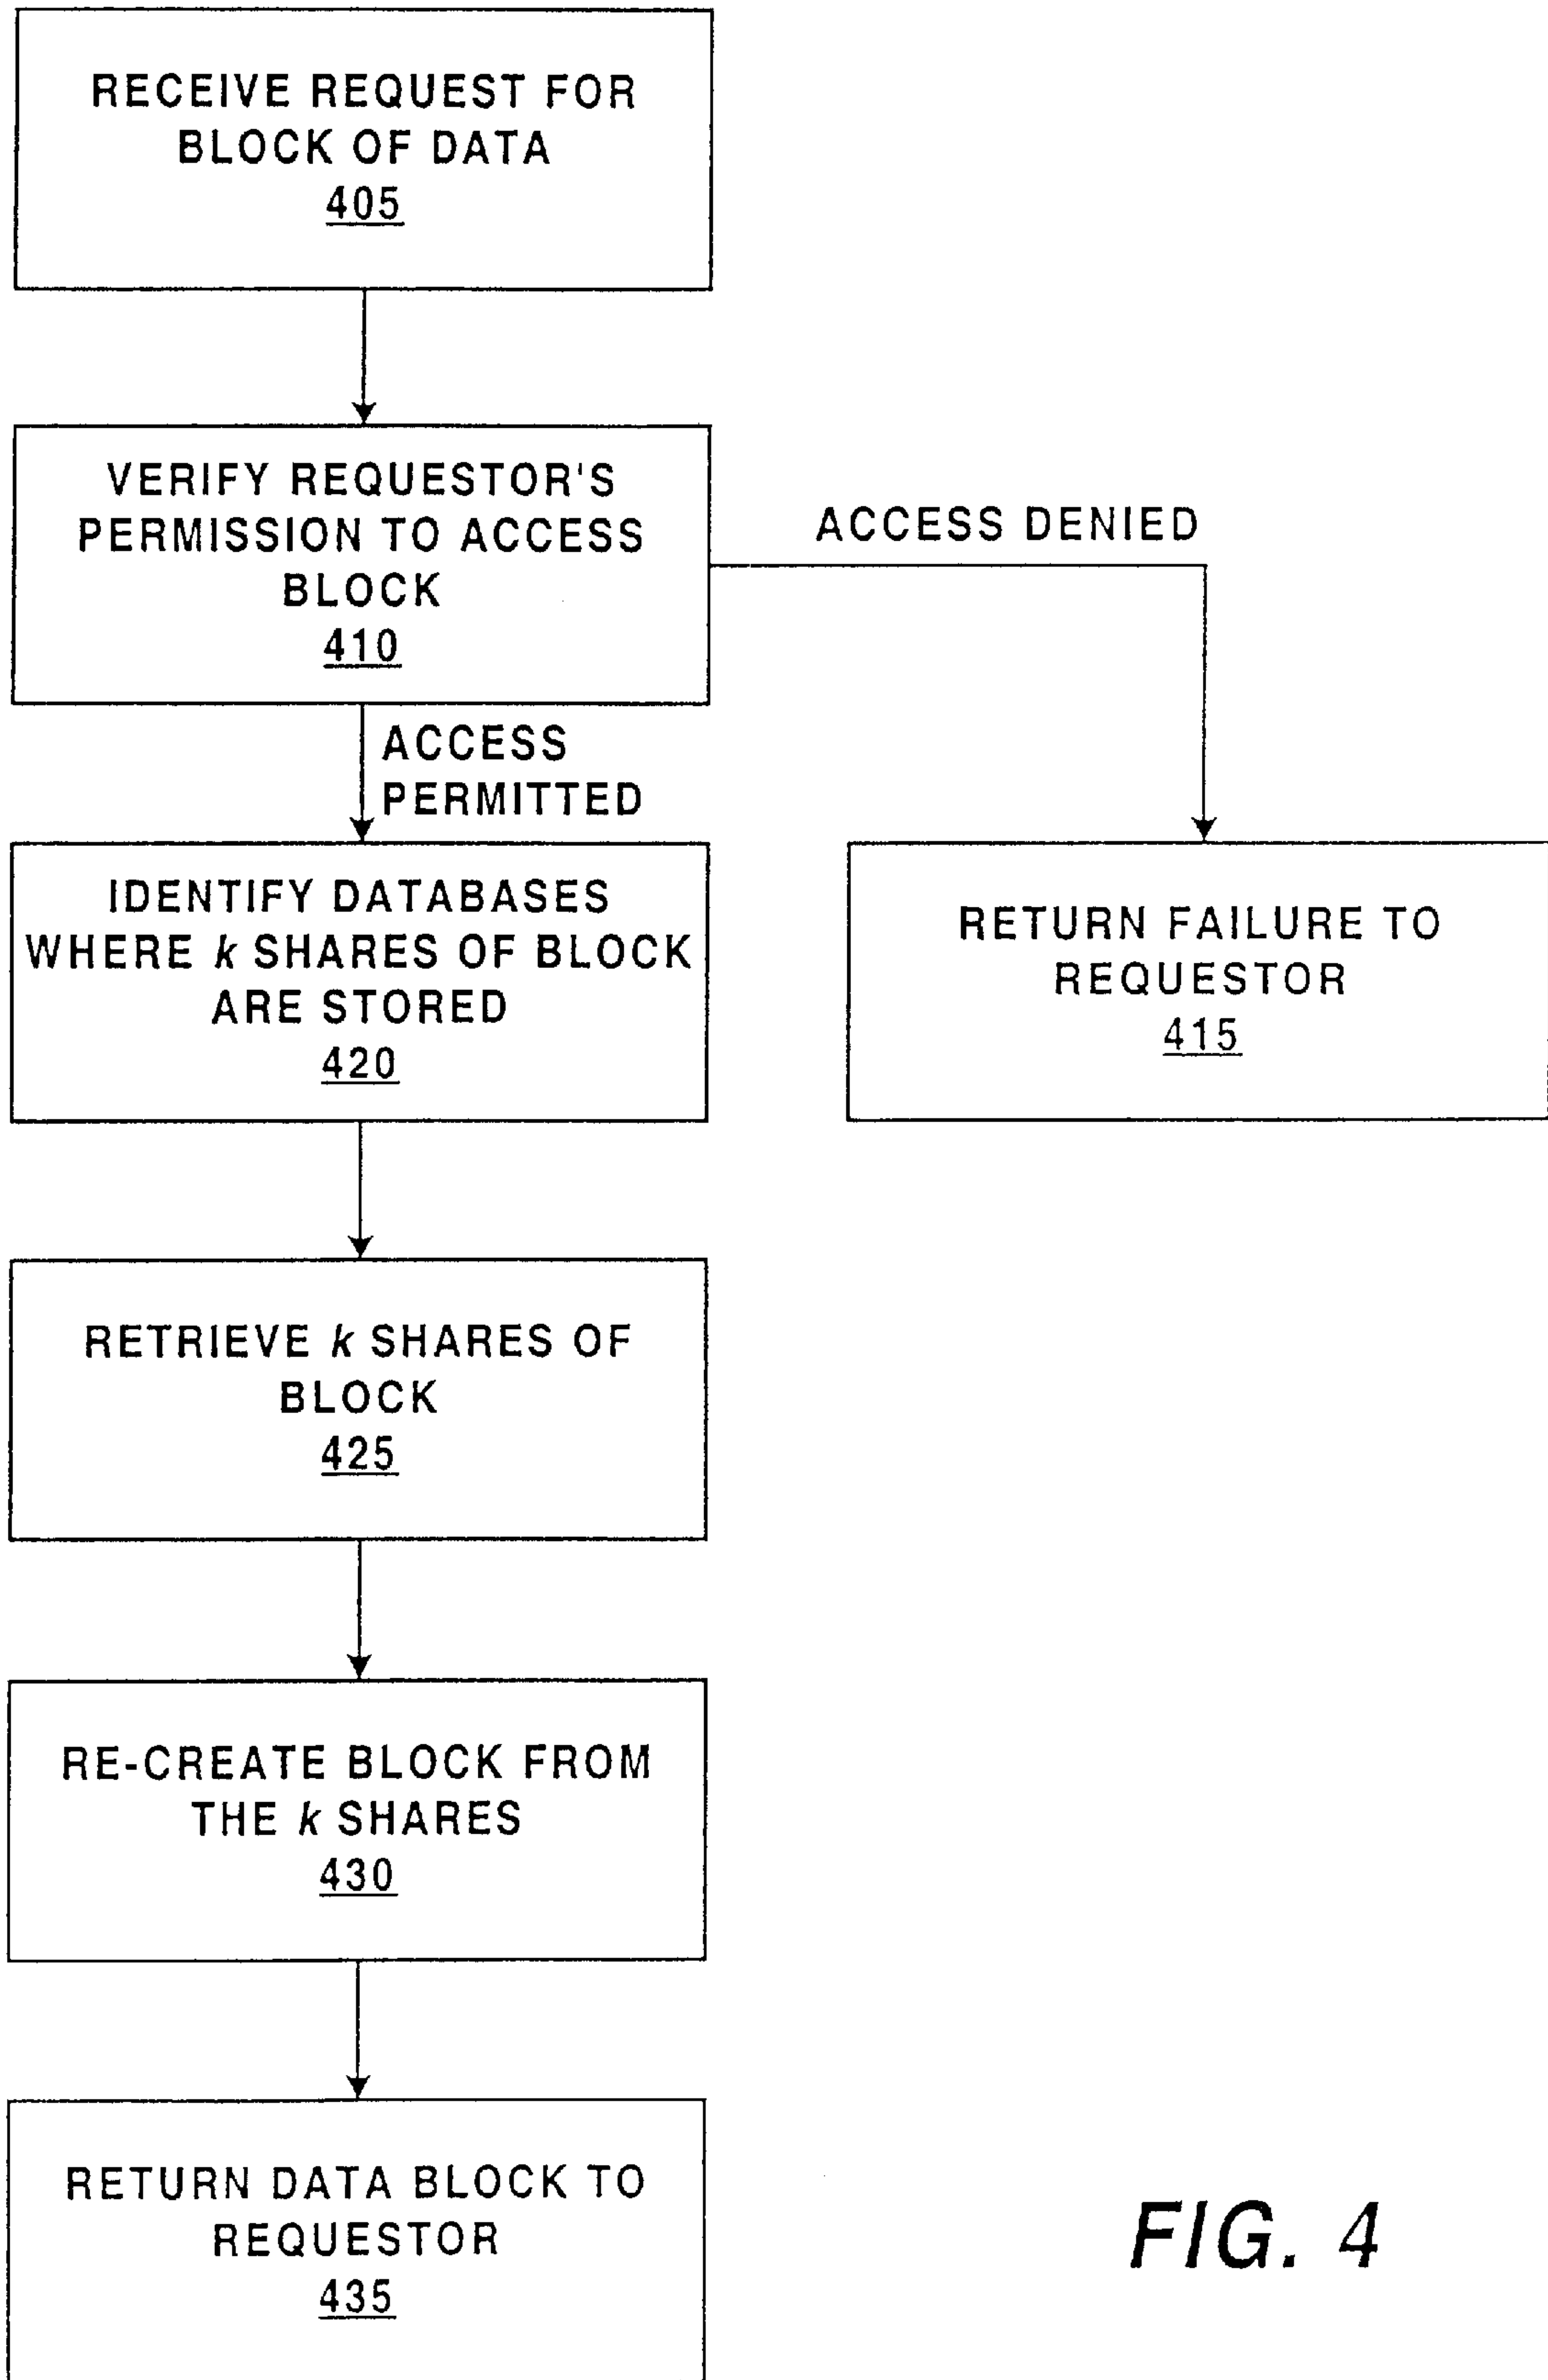 RECEIVE REQUEST FOR
BLOCK OF DATA
405
VERIFY REQUESTOR'S
PERMISSION TO ACCESS
BLOCK
410
ACCESS DENIED
ACCESS
PERMITTED
IDENTIFY DATABASES
WHERE k SHARES OF BLOCK
ARE STORED
420
RETURN FAILURE TO
REQUESTOR
415
RETRIEVE k SHARES OF
BLOCK
425
RE-CREATE BLOCK FROM
THE k SHARES
430
RETURN DATA BLOCK TO
REQUESTOR
435
FIG. 4